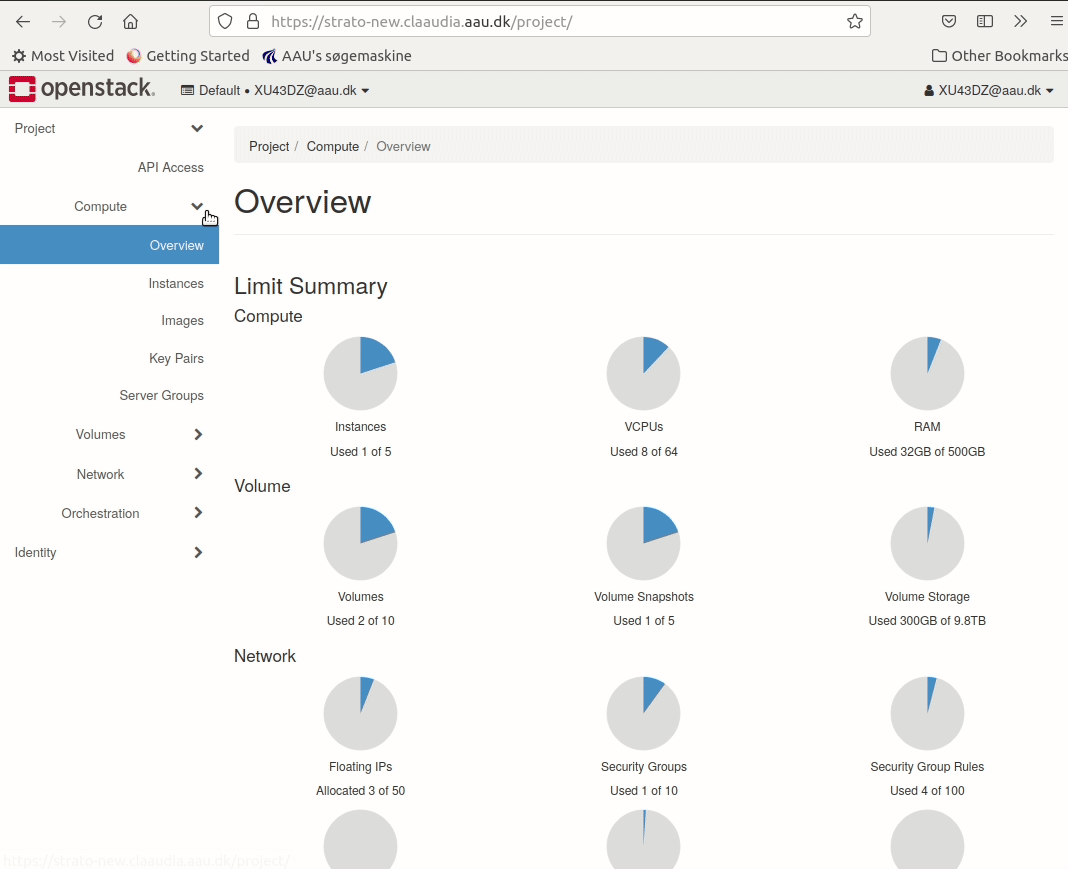 https://strato-new.claaudia.aau.dk/project/
Most Visited Getting Started AAU's søgemaskine Other Bookmarks
openstack. Default • XU43DZ@aau.dk XU43DZ@aau.dk
Project
API Access
Compute
Overview
Instances
Images
Key Pairs
Server Groups
Volumes
Network
Orchestration
Identity
Project / Compute / Overview
Overview
Limit Summary
Compute
Instances VCPUs RAM
Used 1 of 5 Used 8 of 64 Used 32GB of 500GB
Volume
Volumes Volume Snapshots Volume Storage
Used 2 of 10 Used 1 of 5 Used 300GB of 9.8TB
Network
Floating IPs Security Groups Security Group Rules
Allocated 3 of 50 Used 1 of 10 Used 4 of 100
https://strato-new.claaudia.aau.dk/project/